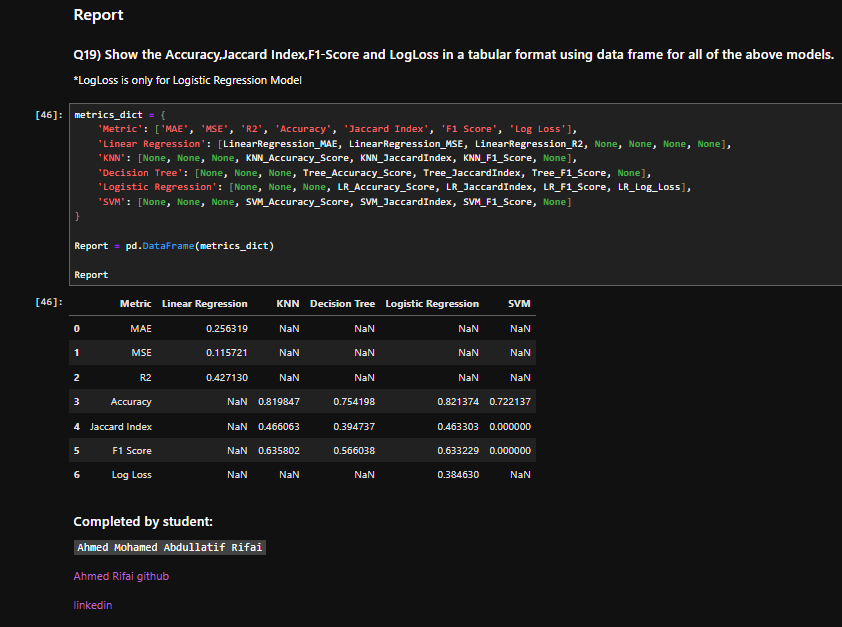 Report
Q19) Show the Accuracy,Jaccard Index,F1-Score and LogLoss in a tabular format using data frame for all of the above models.
*LogLoss is only for Logistic Regression Model
[46]: metrics_dict = {
'Metric': ['MAE', 'MSE', 'R2', 'Accuracy', 'Jaccard Index', 'F1 Score', 'Log Loss'],
'Linear Regression': [LinearRegression_MAE, LinearRegression_MSE, LinearRegression_R2, None, None, None, None],
'KNN': [None, None, None, KNN_Accuracy_Score, KNN_JaccardIndex, KNN_F1_Score, None],
'Decision Tree': [None, None, None, Tree_Accuracy_Score, Tree_JaccardIndex, Tree_F1_Score, None],
'Logistic Regression': [None, None, None, LR_Accuracy_Score, LR_JaccardIndex, LR_F1_Score, LR_Log_Loss],
'SVM': [None, None, None, SVM_Accuracy_Score, SVM_JaccardIndex, SVM_F1_Score, None]
}
Report = pd.DataFrame(metrics_dict)
Report
[46]: Metric Linear Regression KNN Decision Tree Logistic Regression SVM
0 MAE 0.256319 NaN NaN NaN NaN
1 MSE 0.115721 NaN NaN NaN NaN
2 R2 0.427130 NaN NaN NaN NaN
3 Accuracy NaN 0.819847 0.754198 0.821374 0.722137
4 Jaccard Index NaN 0.466063 0.394737 0.463303 0.000000
5 F1 Score NaN 0.635802 0.566038 0.633229 0.000000
6 Log Loss NaN NaN NaN 0.384630 NaN
Completed by student:
Ahmed Mohamed Abdullatif Rifai
Ahmed Rifai github
linkedin